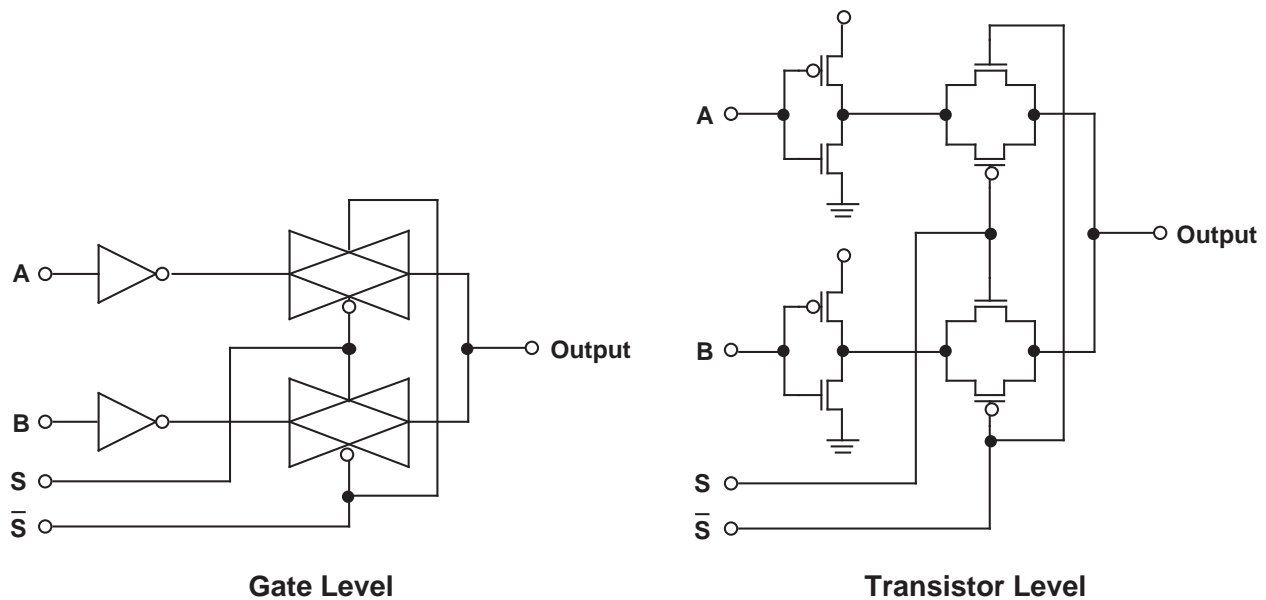 A
B
S
S̅
Output
Gate Level
A
B
S
S̅
Output
Transistor Level